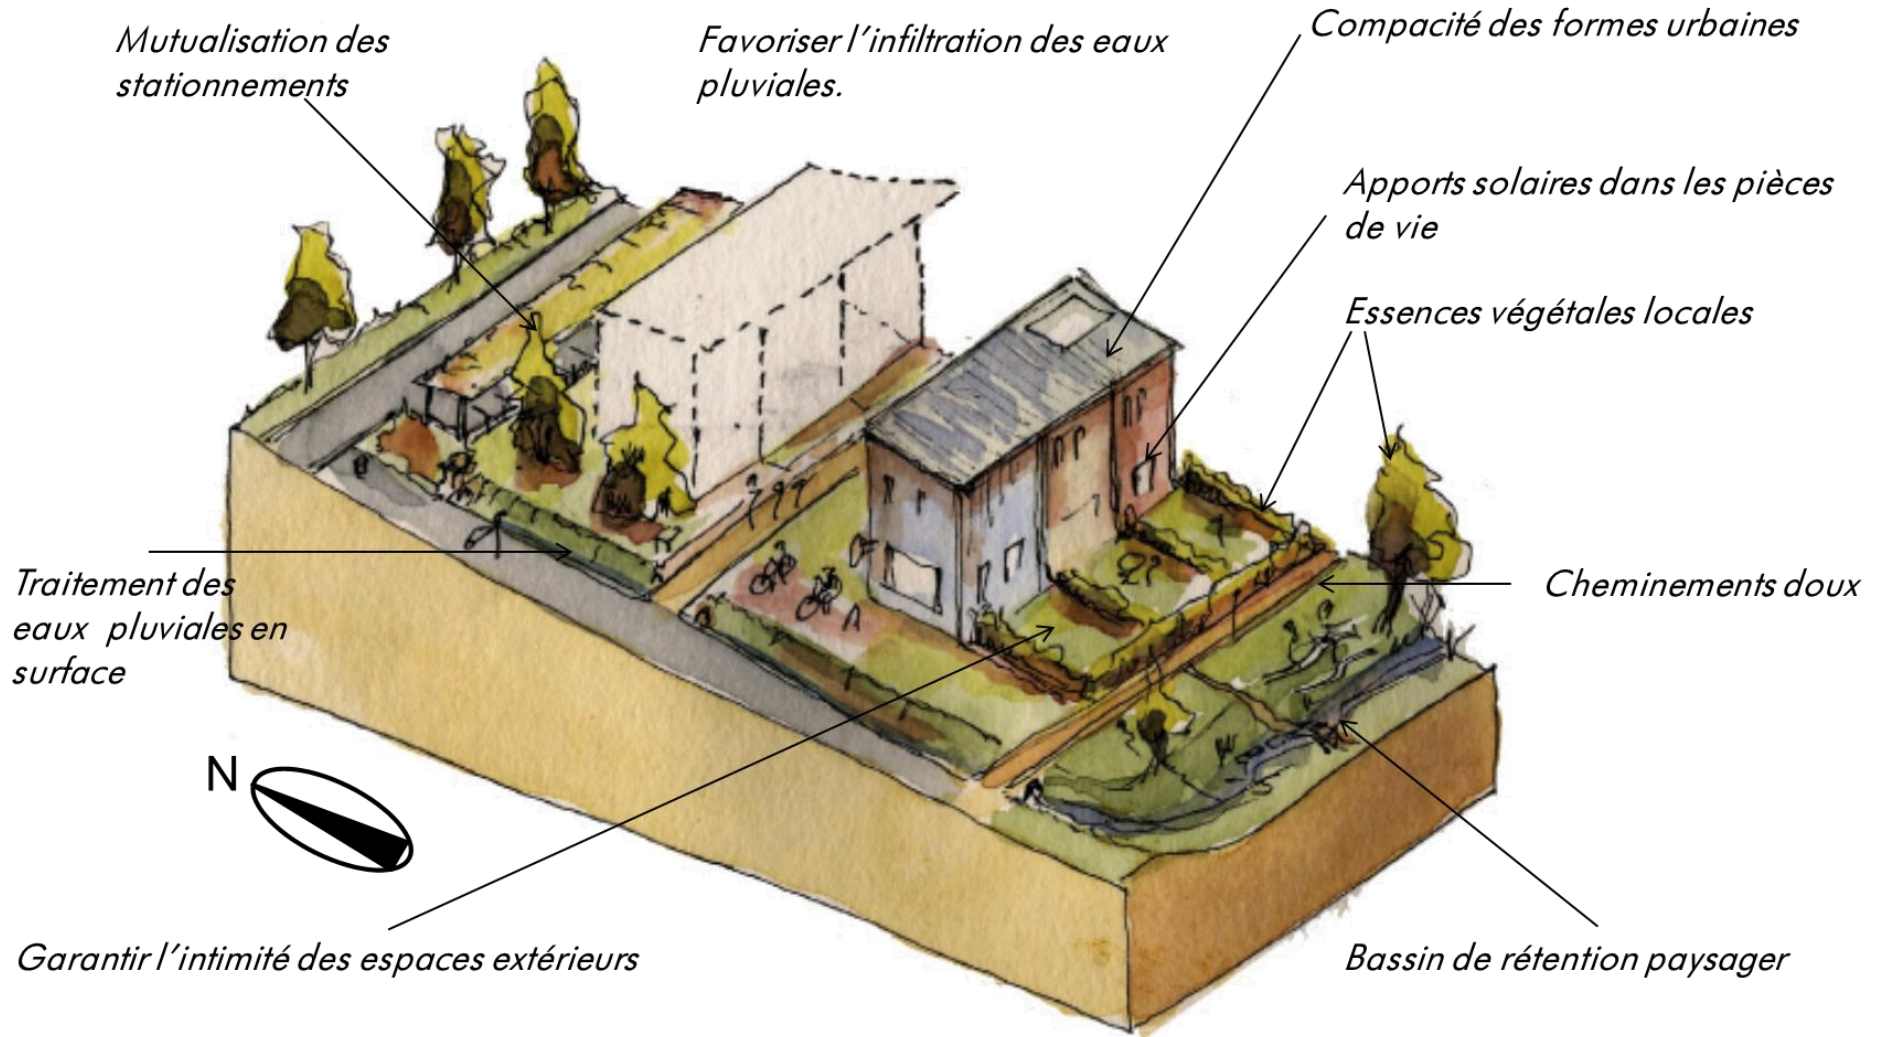 Mutualisation des
stationnements
Favoriser l'infiltration des eaux
pluviales.
Compacité des formes urbaines
Apports solaires dans les pièces
de vie
Essences végétales locales
Traitement des
eaux pluviales en
surface
Cheminements doux
N
Garantir l'intimité des espaces extérieurs
Bassin de rétention paysager